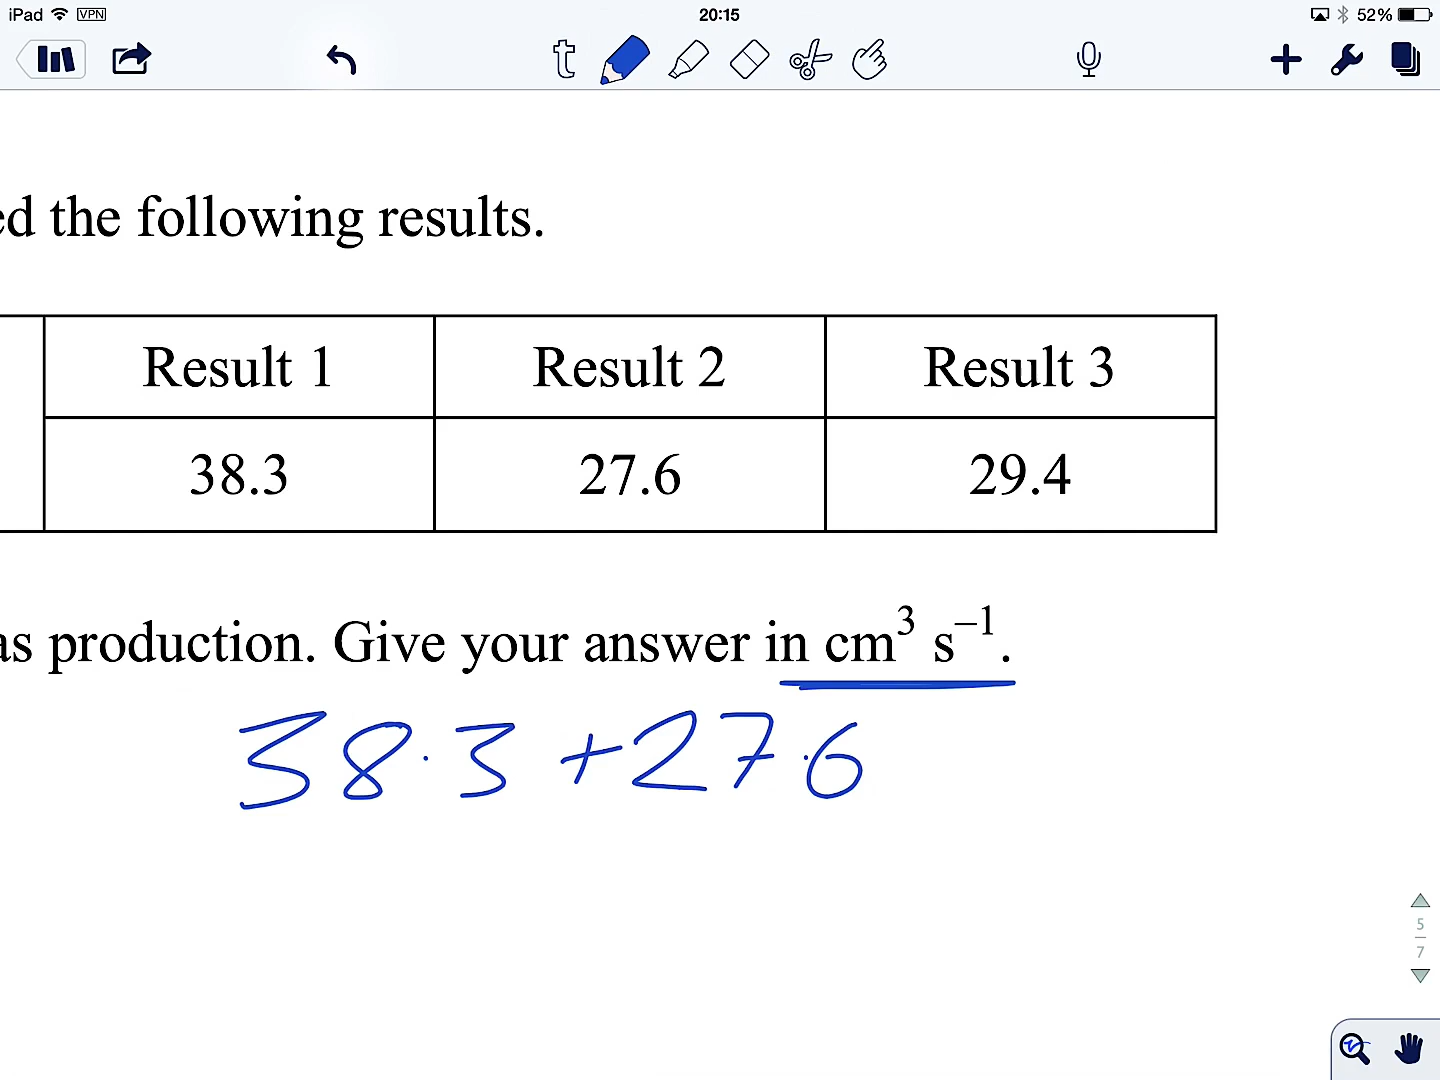 iPad VPN 20:15 52%
t
ed the following results.
Result 1 Result 2 Result 3
38.3 27.6 29.4
as production. Give your answer in cm³ s⁻¹.
38.3 + 27.6
5
7